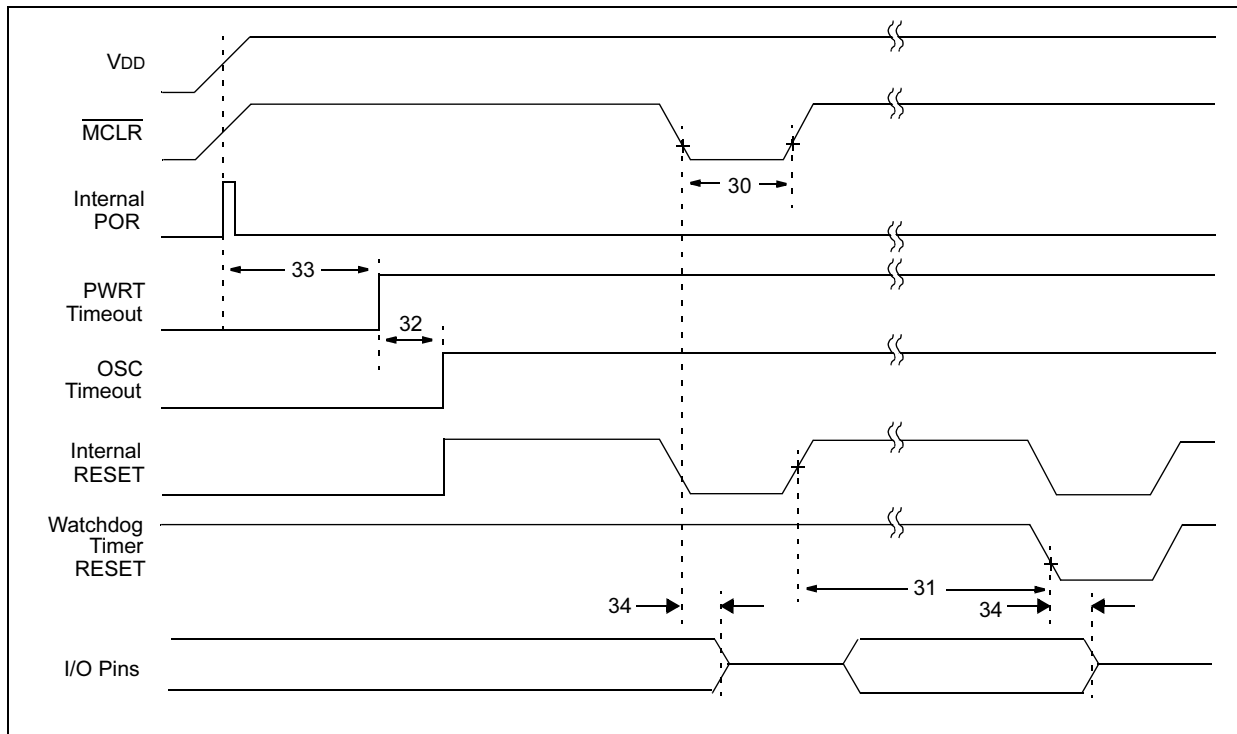 VDD
MCLR
Internal
POR
30
33
PWRT
Timeout
32
OSC
Timeout
Internal
RESET
Watchdog
Timer
RESET
31
34
34
I/O Pins